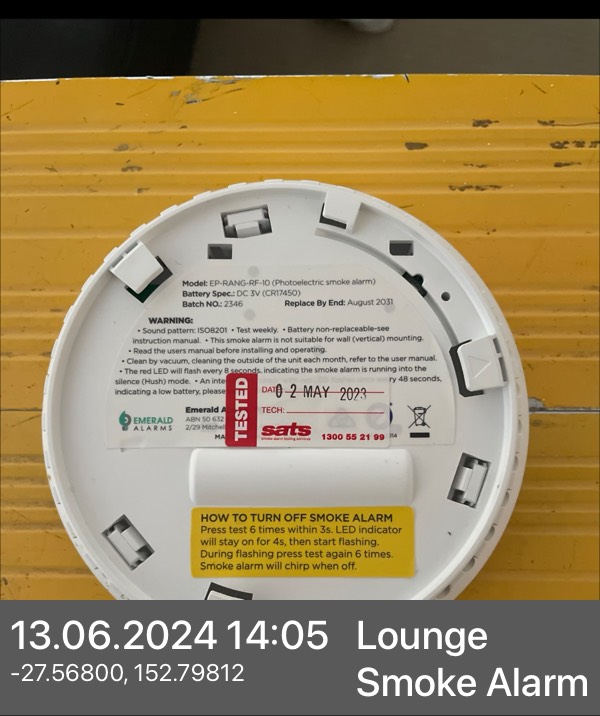 Model: EP-RANG-RF-10 (Photoelectric smoke alarm)
Battery Spec.: DC 3V (CR17450)
Batch NO.: 2346 Replace By End: August 2031
WARNING:
• Sound pattern: ISO8201 • Test weekly. • Battery non-replaceable-see
instruction manual. • This smoke alarm is not suitable for wall (vertical) mounting.
• Read the users manual before installing and operating.
• Clean by vacuum, cleaning the outside of the unit each month, refer to the user manual.
• The red LED will flash every 8 seconds, indicating the smoke alarm is running into the
silence (Hush) mode. • An inte ry 48 seconds,
indicating a low battery, please
EMERALD
ALARMS
Emerald A
ABN 50 632
2/29 Mitchel
MA
TESTED
DATE 02 MAY 2023
TECH:
sats
smoke alarm testing services
1300 55 21 99
HOW TO TURN OFF SMOKE ALARM
Press test 6 times within 3s. LED indicator
will stay on for 4s, then start flashing.
During flashing press test again 6 times.
Smoke alarm will chirp when off.
13.06.2024 14:05
-27.56800, 152.79812
Lounge
Smoke Alarm